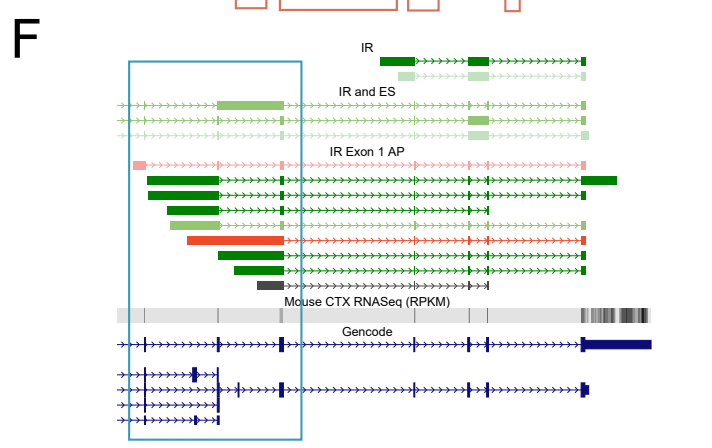 F
IR
IR and ES
IR Exon 1 AP
Mouse CTX RNASeq (RPKM)
Gencode